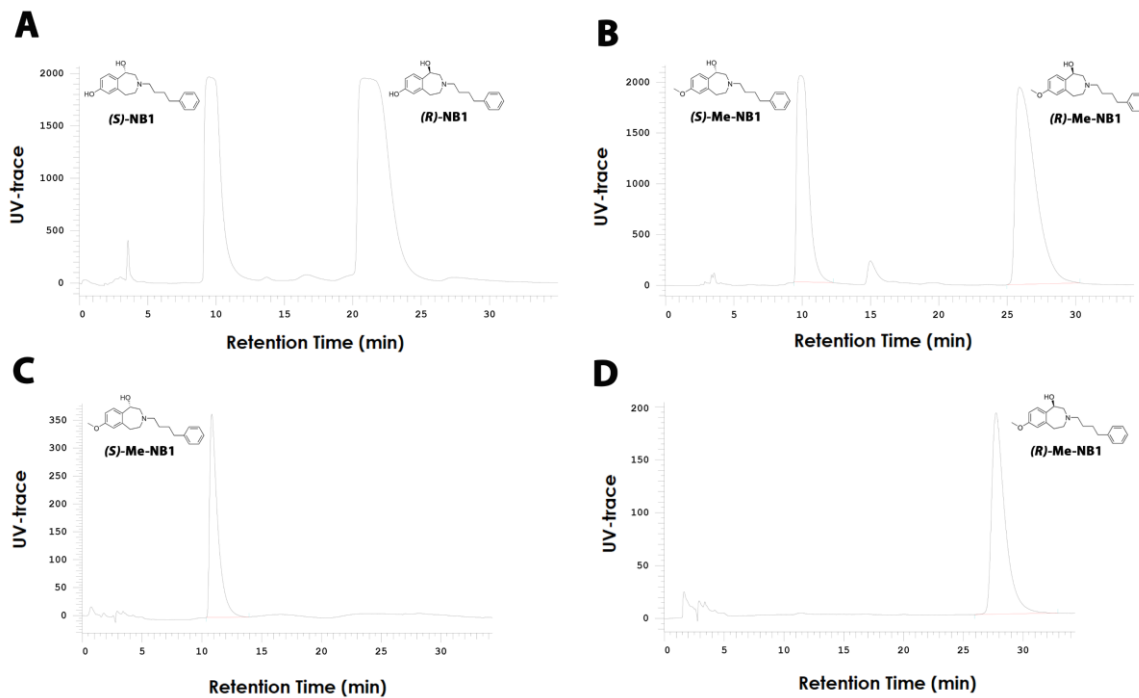 A
HO
HO
N
(S)-NB1
HO
HO
N
(R)-NB1
UV-trace
2000
1500
1000
500
0
0 5 10 15 20 25 30
Retention Time (min)
B
HO
O
N
(S)-Me-NB1
HO
O
N
(R)-Me-NB1
UV-trace
2000
1500
1000
500
0
0 5 10 15 20 25 30
Retention Time (min)
C
HO
O
N
(S)-Me-NB1
UV-trace
350
300
250
200
150
100
50
0
0 5 10 15 20 25 30
Retention Time (min)
D
HO
O
N
(R)-Me-NB1
UV-trace
200
150
100
50
0
0 5 10 15 20 25 30
Retention Time (min)